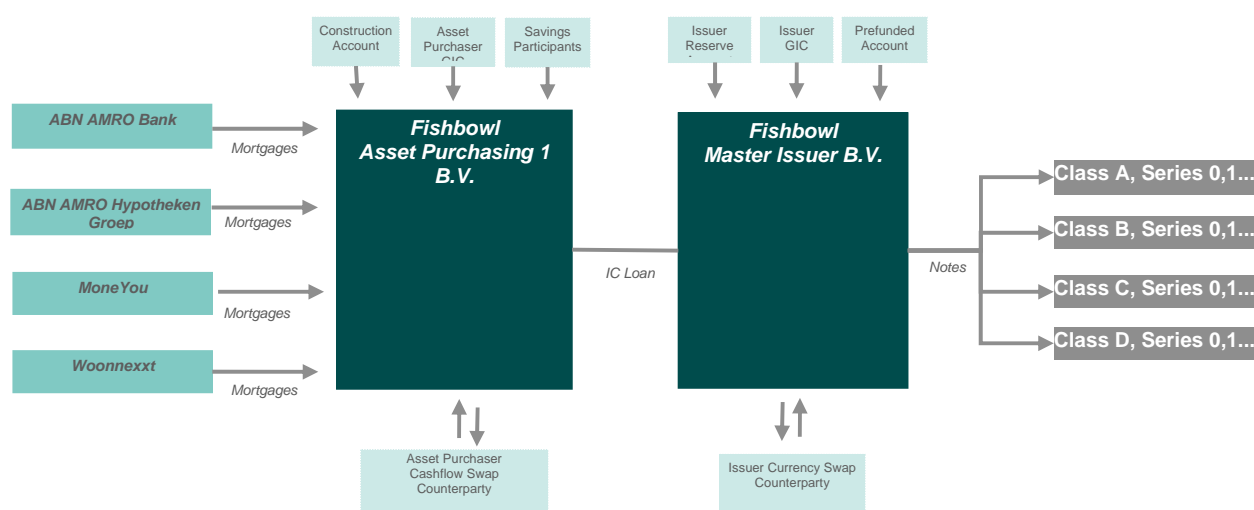 Construction
Account
Asset
Purchaser
GIC
Savings
Participants
Issuer
Reserve
Issuer
GIC
Prefunded
Account
ABN AMRO Bank
Mortgages
ABN AMRO Hypotheken
Groep
Mortgages
MoneYou
Mortgages
Woonnexxt
Mortgages
Fishbowl
Asset Purchasing 1
B.V.
IC Loan
Fishbowl
Master Issuer B.V.
Notes
Class A, Series 0,1...
Class B, Series 0,1...
Class C, Series 0,1...
Class D, Series 0,1...
Asset Purchaser
Cashflow Swap
Counterparty
Issuer Currency Swap
Counterparty